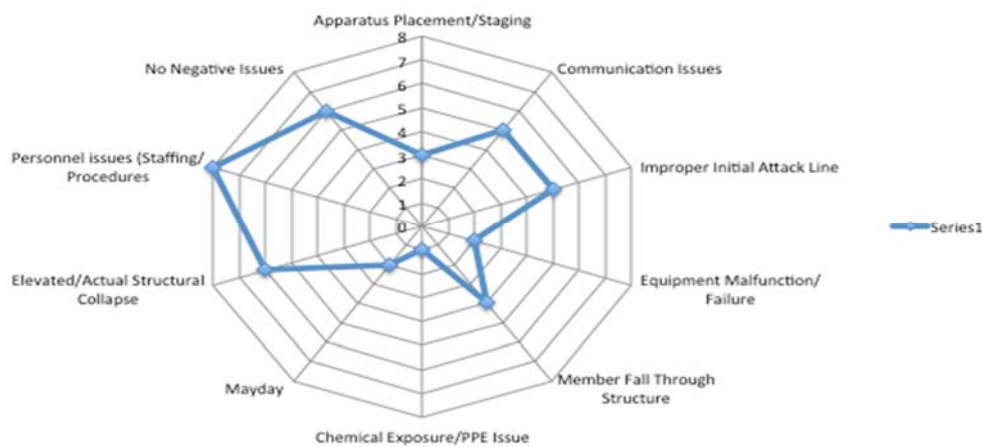 Apparatus Placement/Staging
8
7
6
5
4
3
2
1
0
Communication Issues
Improper Initial Attack Line
Equipment Malfunction/
Failure
Member Fall Through
Structure
Chemical Exposure/PPE Issue
Mayday
Elevated/Actual Structural
Collapse
Personnel issues (Staffing/
Procedures
No Negative Issues
Series1